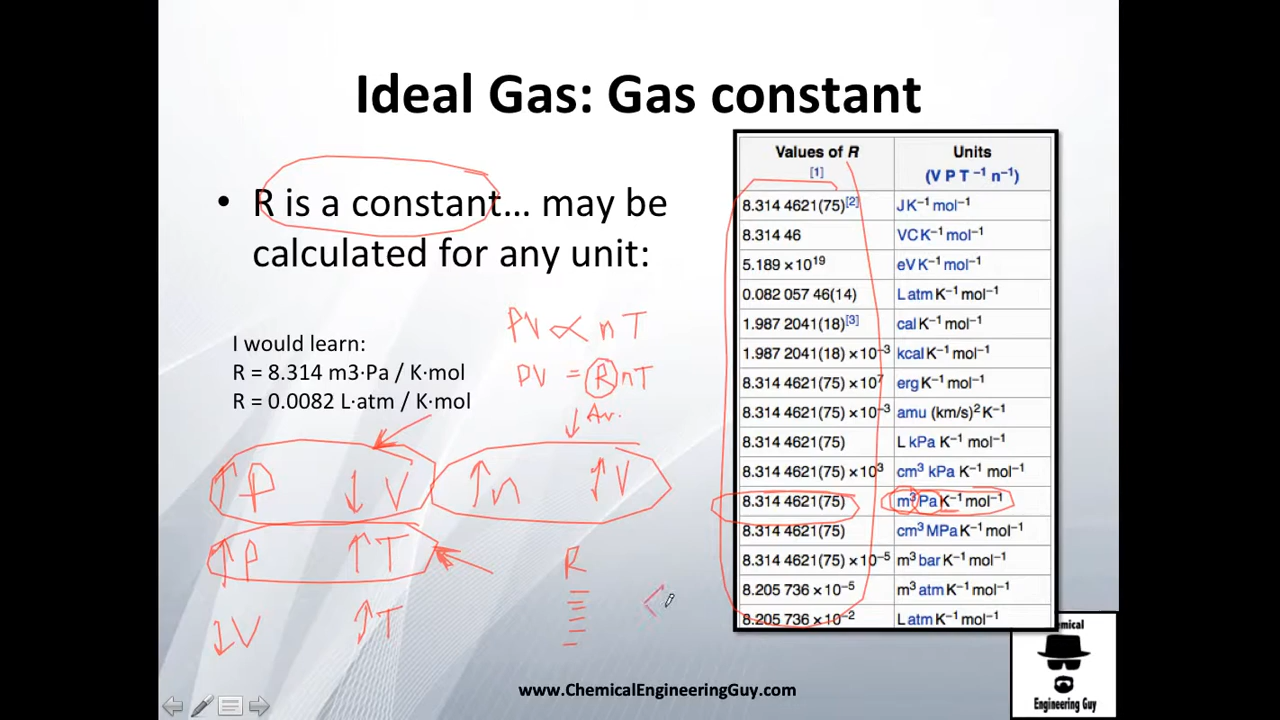 Ideal Gas: Gas constant
• R is a constant… may be
calculated for any unit:
I would learn:
R = 8.314 m3·Pa / K·mol
R = 0.0082 L·atm / K·mol
PV ∝ nT
PV = RnT
↓ Av.
↑P ↓V ↑n ↑V
↑P ↑T
↓V ↑T
R
Values of R [1] Units (V P T⁻¹ n⁻¹)
8.314 4621(75)[2] J K⁻¹ mol⁻¹
8.314 46 VC K⁻¹ mol⁻¹
5.189 ×10¹⁹ eV K⁻¹ mol⁻¹
0.082 057 46(14) L atm K⁻¹ mol⁻¹
1.987 2041(18)[3] cal K⁻¹ mol⁻¹
1.987 2041(18) ×10⁻³ kcal K⁻¹ mol⁻¹
8.314 4621(75) ×10⁷ erg K⁻¹ mol⁻¹
8.314 4621(75) ×10⁻³ amu (km/s)² K⁻¹
8.314 4621(75) L kPa K⁻¹ mol⁻¹
8.314 4621(75) ×10³ cm³ kPa K⁻¹ mol⁻¹
8.314 4621(75) m³ Pa K⁻¹ mol⁻¹
8.314 4621(75) cm³ MPa K⁻¹ mol⁻¹
8.314 4621(75) ×10⁻⁵ m³ bar K⁻¹ mol⁻¹
8.205 736 ×10⁻⁵ m³ atm K⁻¹ mol⁻¹
8.205 736 ×10⁻² L atm K⁻¹ mol⁻¹
www.ChemicalEngineeringGuy.com
Engineering Guy